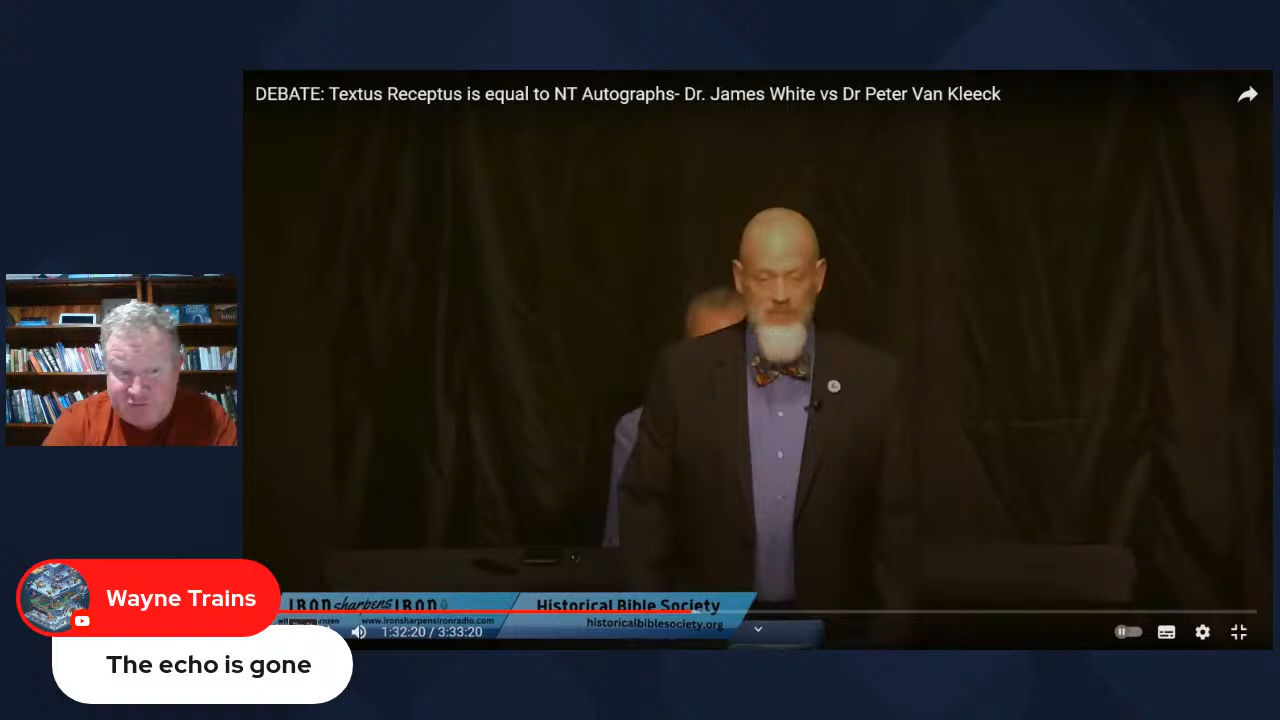 DEBATE: Textus Receptus is equal to NT Autographs- Dr. James White vs Dr Peter Van Kleeck
IRON sharpens IRON
www.ironsharpensironradio.com
Historical Bible Society
historicalbiblesociety.org
1:32:20 / 3:33:20
Wayne Trains
The echo is gone